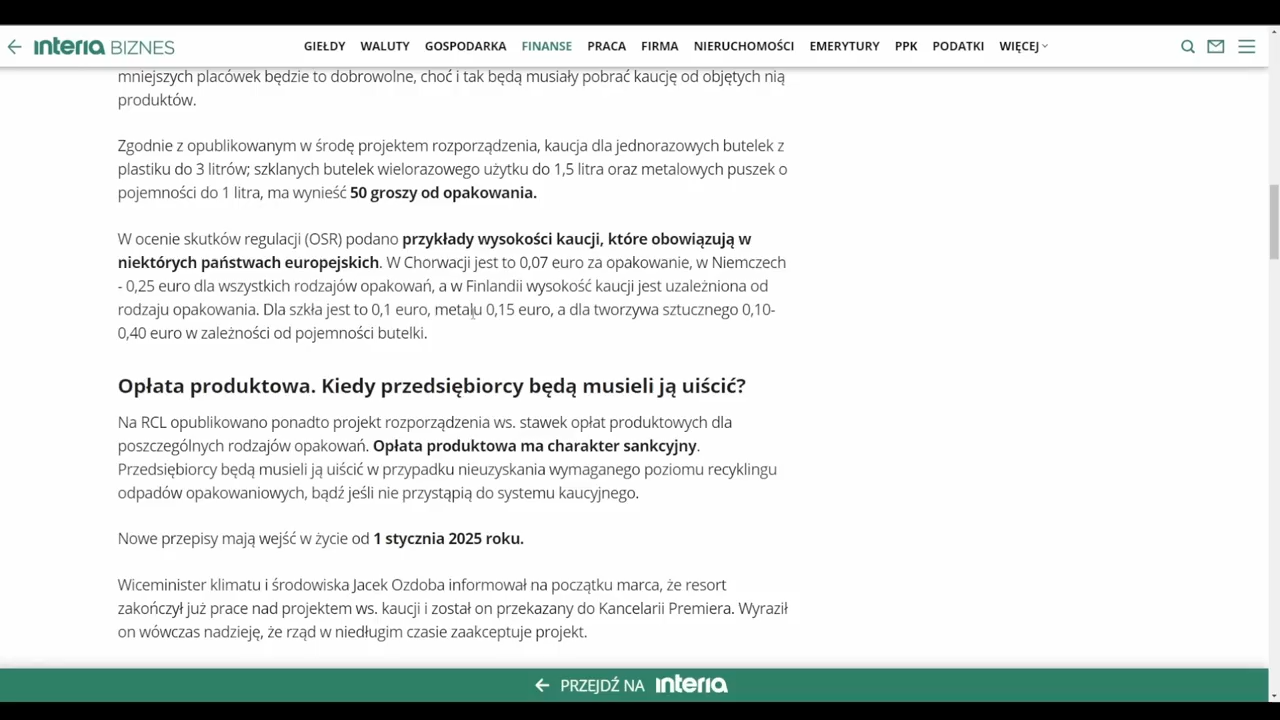 interia BIZNES
GIEŁDY WALUTY GOSPODARKA FINANSE PRACA FIRMA NIERUCHOMOŚCI EMERYTURY PPK PODATKI WIĘCEJ
mniejszych placówek będzie to dobrowolne, choć i tak będą musiały pobrać kaucję od objętych nią
produktów.
Zgodnie z opublikowanym w środę projektem rozporządzenia, kaucja dla jednorazowych butelek z
plastiku do 3 litrów; szklanych butelek wielorazowego użytku do 1,5 litra oraz metalowych puszek o
pojemności do 1 litra, ma wynieść 50 groszy od opakowania.
W ocenie skutków regulacji (OSR) podano przykłady wysokości kaucji, które obowiązują w
niektórych państwach europejskich. W Chorwacji jest to 0,07 euro za opakowanie, w Niemczech
- 0,25 euro dla wszystkich rodzajów opakowań, a w Finlandii wysokość kaucji jest uzależniona od
rodzaju opakowania. Dla szkła jest to 0,1 euro, metalu 0,15 euro, a dla tworzywa sztucznego 0,10-
0,40 euro w zależności od pojemności butelki.
Opłata produktowa. Kiedy przedsiębiorcy będą musieli ją uiścić?
Na RCL opublikowano ponadto projekt rozporządzenia ws. stawek opłat produktowych dla
poszczególnych rodzajów opakowań. Opłata produktowa ma charakter sankcyjny.
Przedsiębiorcy będą musieli ją uiścić w przypadku nieuzyskania wymaganego poziomu recyklingu
odpadów opakowaniowych, bądź jeśli nie przystąpią do systemu kaucyjnego.
Nowe przepisy mają wejść w życie od 1 stycznia 2025 roku.
Wiceminister klimatu i środowiska Jacek Ozdoba informował na początku marca, że resort
zakończył już prace nad projektem ws. kaucji i został on przekazany do Kancelarii Premiera. Wyraził
on wówczas nadzieję, że rząd w niedługim czasie zaakceptuje projekt.
PRZEJDŹ NA interia